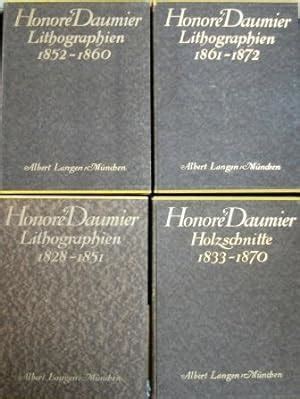 Honoré Daumier
Lithographien
1852-1860
Albert Langen, München
Honoré Daumier
Lithographien
1861-1872
Albert Langen, München
Honoré Daumier
Lithographien
1828-1851
Albert Langen, München
Honoré Daumier
Holzschnitte
1833-1870
Albert Langen, München